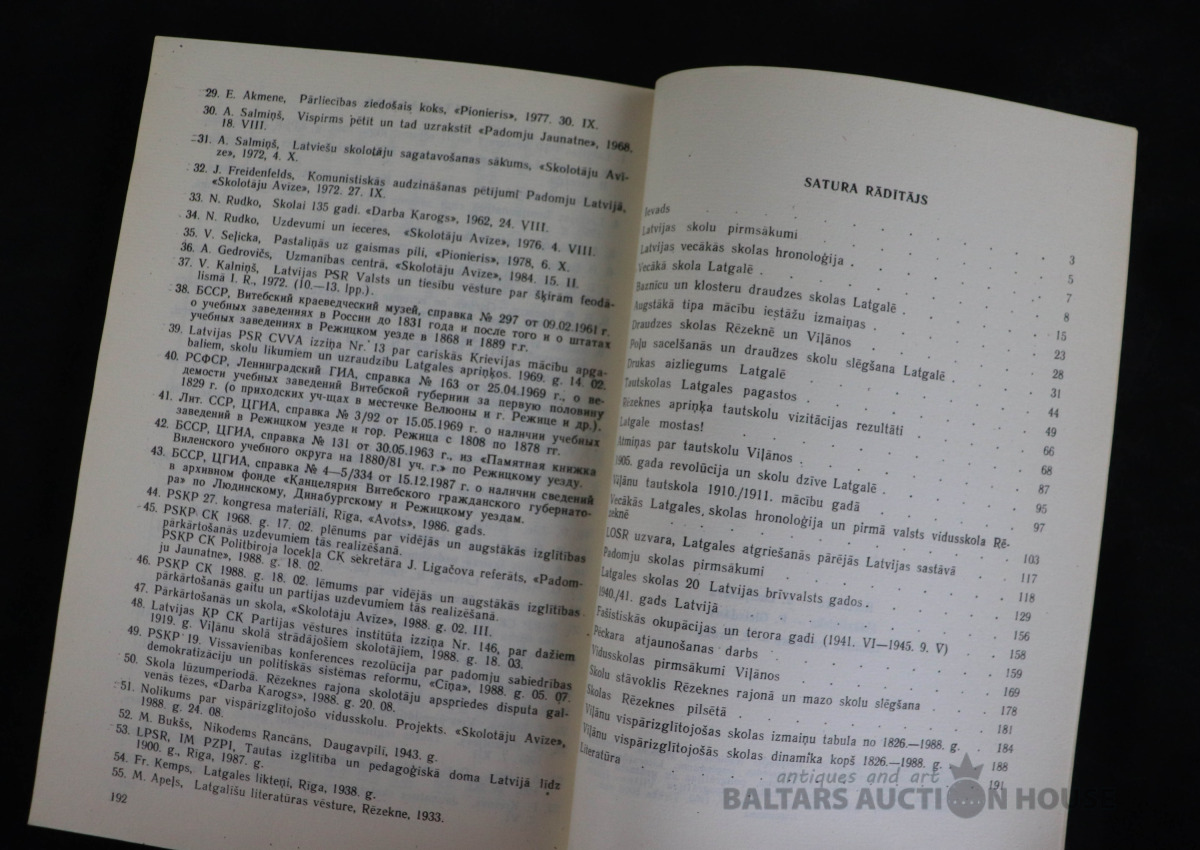 29. E. Akmene, Pārliecības ziedošais koks, «Pionieris», 1977. 30. IX.
30. A. Salmiņš, Vispirms pētīt un tad uzrakstīt «Padomju Jaunatne», 1968.
18. VIII.
31. A. Salmiņš, Latviešu skolotāju sagatavošanas sākums, «Skolotāju Avī-
ze», 1972, 4. X.
32. J. Freidenfelds, Komunistiskās audzināšanas pētījumi Padomju Latvijā,
«Skolotāju Avīze», 1972. 27. IX.
33. N. Rudko, Skolai 135 gadi. «Darba Karogs», 1962, 24. VIII.
34. N. Rudko, Uzdevumi un ieceres, «Skolotāju Avīze», 1976. 4. VIII.
35. V. Seļicka, Pastaliņās uz gaismas pili, «Pionieris», 1978, 6. X.
36. A. Gedrovičs, Uzmanības centrā, «Skolotāju Avīze», 1984. 15. II.
37. V. Kalniņš, Latvijas PSR Valsts un tiesību vēsture par šķirām feodā-
lismā I. R., 1972. (10.—13. lpp.).
38. БССР, Витебский краеведческий музей, справка № 297 от 09.02.1961 г.
о учебных заведениях в России до 1831 года и после того и о штатах
учебных заведениях в Режицком уезде в 1868 и 1889 г.г.
39. Latvijas PSR CVVA izziņa Nr. 13 par cariskās Krievijas mācību apga-
baliem, skolu likumiem un uzraudzību Latgales apriņķos. 1969. g. 14. 02.
40. РСФСР, Ленинградский ГИА, справка № 163 от 25.04.1969 г., о ве-
демости учебных заведений Витебской губернии за первую половину
1829 г. (о приходских уч-щах в местечке Велюоны и г. Режице и др.).
41. Лит. ССР, ЦГИА, справка № 3/92 от 15.05.1969 г. о наличии учебных
заведений в Режицком уезде и гор. Режица с 1808 по 1878 гг.
42. БССР, ЦГИА, справка № 131 от 30.05.1963 г., из «Памятная книжка
Виленского учебного округа на 1880/81 уч. г.» по Режицкому уезду.
43. БССР, ЦГИА, справка № 4—5/334 от 15.12.1987 г. о наличии сведений
в архивном фонде «Канцелярия Витебского гражданского губернато-
ра» по Людинскому, Динабургскому и Режицкому уездам.
44. PSKP 27. kongresa materiāli, Rīga, «Avots», 1986. gads.
45. PSKP CK 1968. g. 17. 02. plēnums par vidējās un augstākās izglītības
pārkārtošanās uzdevumiem tās realizēšanā.
PSKP CK Politbiroja locekļa CK sekretāra J. Ligačova referāts, «Padom-
ju Jaunatne», 1988. g. 18. 02.
46. PSKP CK 1988. g. 18. 02. lēmums par vidējās un augstākās izglītības
pārkārtošanās gaitu un partijas uzdevumiem tās realizēšanā.
47. Pārkārtošanās un skola, «Skolotāju Avīze», 1988. g. 02. III.
48. Latvijas KP CK Partijas vēstures institūta izziņa Nr. 146, par dažiem
1919. g. Viļānu skolā strādājošiem skolotājiem, 1988. g. 18. 03.
49. PSKP 19. Vissavienības konferences rezolūcija par padomju sabiedrības
demokratizāciju un politiskās sistēmas reformu, «Cīņa», 1988. g. 05. 07.
50. Skola lūzumperiodā. Rēzeknes rajona skolotāju apspriedes disputa gal-
venās tēzes, «Darba Karogs», 1988. g. 20. 08.
51. Nolikums par vispārizglītojošo vidusskolu. Projekts. «Skolotāju Avīze»,
1988. g. 24. 08.
52. M. Bukšs, Nikodems Rancāns, Daugavpilī, 1943. g.
53. LPSR, IM PZPI, Tautas izglītība un pedagoģiskā doma Latvijā līdz
1900. g., Rīga, 1987. g.
54. Fr. Kemps, Latgales likteņi, Rīga, 1938. g.
55. M. Apeļs, Latgališu literatūras vēsture, Rēzekne, 1933.
192
SATURA RĀDĪTĀJS
Ievads . . . 3
Latvijas skolu pirmsākumi . . . 5
Latvijas vecākās skolas hronoloģija . . . 7
Vecākā skola Latgalē . . . 8
Baznīcu un klosteru draudzes skolas Latgalē . . . 15
Augstākā tipa mācību iestāžu izmaiņas . . . 23
Draudzes skolas Rēzeknē un Viļānos . . . 28
Poļu sacelšanās un draudzes skolu slēgšana Latgalē . . . 31
Drukas aizliegums Latgalē . . . 44
Tautskolas Latgales pagastos . . . 49
Rēzeknes apriņķa tautskolu vizitācijas rezultāti . . . 66
Latgale mostas! . . . 68
Atmiņas par tautskolu Viļānos . . . 87
1905. gada revolūcija un skolu dzīve Latgalē . . . 95
Viļānu tautskola 1910./1911. mācību gadā . . . 97
Vecākās Latgales skolas hronoloģija un pirmā valsts vidusskola Rē-
zeknē . . . 103
LOSR uzvara, Latgales atgriešanās pārējās Latvijas sastāvā . . . 117
Padomju skolas pirmsākumi . . . 118
Latgales skolas 20 Latvijas brīvvalsts gados . . . 129
1940./41. gads Latvijā . . . 156
Fašistiskās okupācijas un terora gadi (1941. VI—1945. 9. V) . . . 158
Pēckara atjaunošanas darbs . . . 159
Vidusskolas pirmsākumi Viļānos . . . 169
Skolu stāvoklis Rēzeknes rajonā un mazo skolu slēgšana . . . 178
Skolas Rēzeknes pilsētā . . . 181
Viļānu vispārizglītojošas skolas izmaiņu tabula no 1826.—1988. g. . 184
Viļānu vispārizglītojošās skolas dinamika kopš 1826.—1988. g. . 188
Literatūra . . . 191
antiques and art
BALTARS AUCTION HOUSE